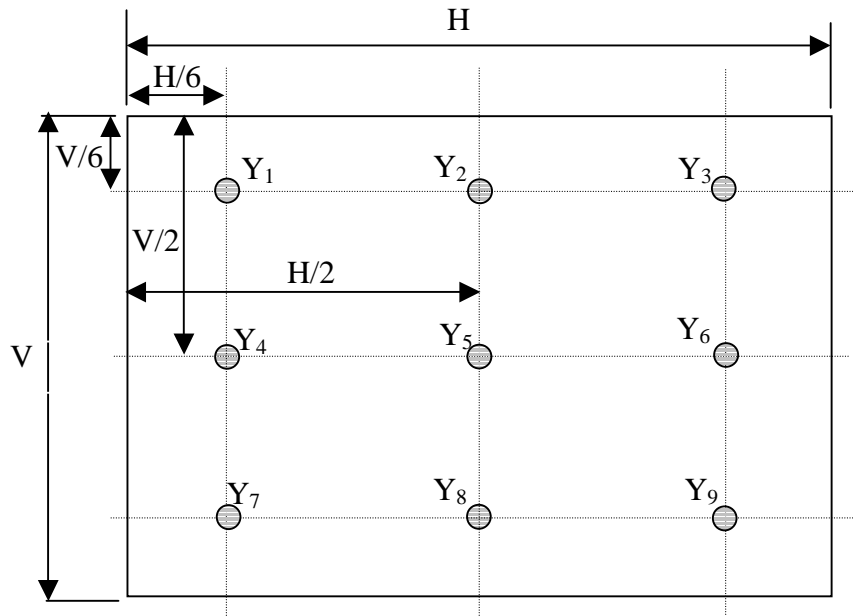 H
H/6
V/6
Y₁ Y₂ Y₃
V/2
H/2
V
Y₄ Y₅ Y₆
Y₇ Y₈ Y₉